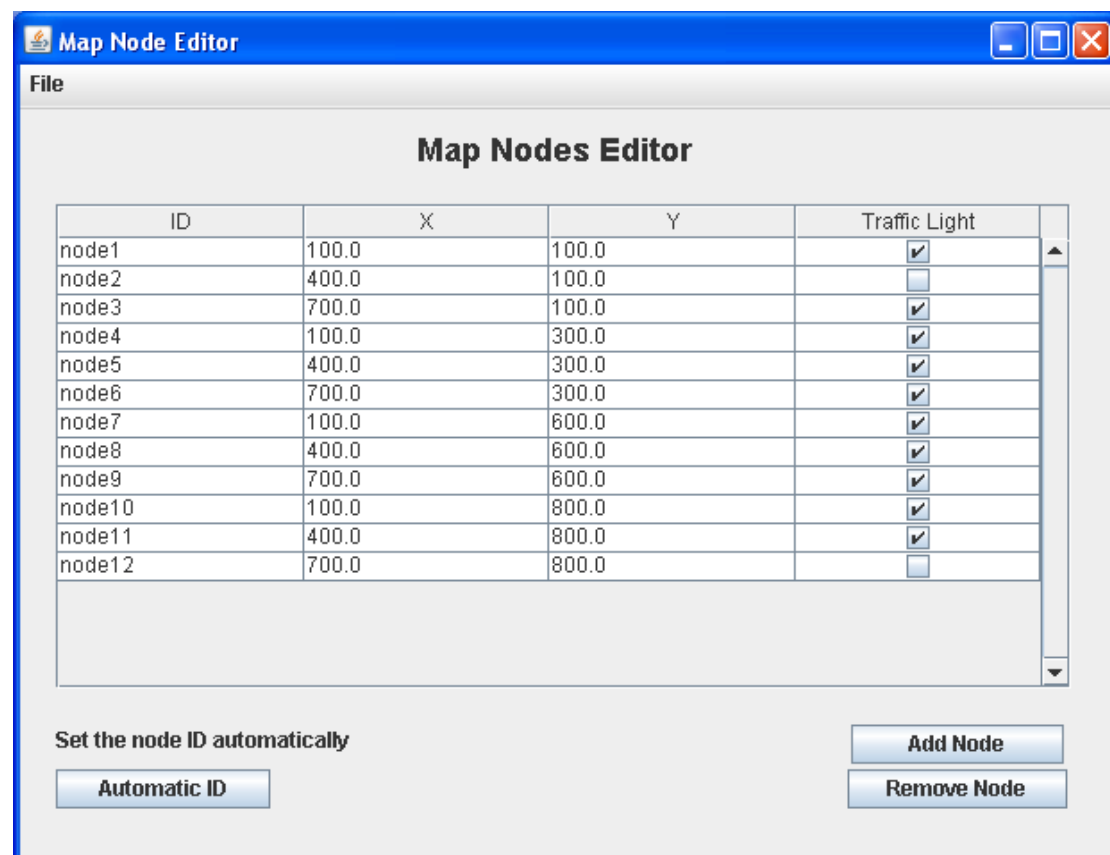 Map Node Editor
File
Map Nodes Editor
ID X Y Traffic Light
node1 100.0 100.0
node2 400.0 100.0
node3 700.0 100.0
node4 100.0 300.0
node5 400.0 300.0
node6 700.0 300.0
node7 100.0 600.0
node8 400.0 600.0
node9 700.0 600.0
node10 100.0 800.0
node11 400.0 800.0
node12 700.0 800.0
Set the node ID automatically
Add Node
Automatic ID
Remove Node